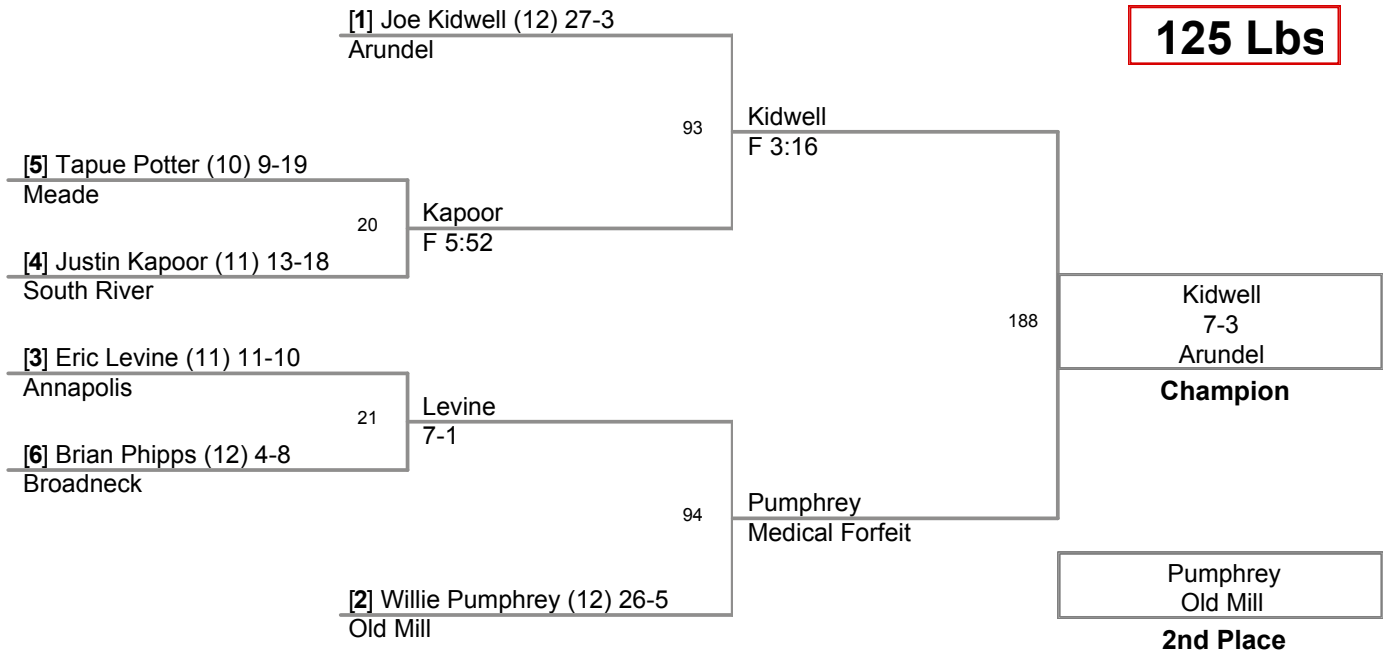 [1] Joe Kidwell (12) 27-3
Arundel
125 Lbs
93
Kidwell
F 3:16
[5] Tapue Potter (10) 9-19
Meade
20
Kapoor
F 5:52
[4] Justin Kapoor (11) 13-18
South River
188
Kidwell
7-3
Arundel
Champion
[3] Eric Levine (11) 11-10
Annapolis
21
Levine
7-1
[6] Brian Phipps (12) 4-8
Broadneck
94
Pumphrey
Medical Forfeit
[2] Willie Pumphrey (12) 26-5
Old Mill
Pumphrey
Old Mill
2nd Place